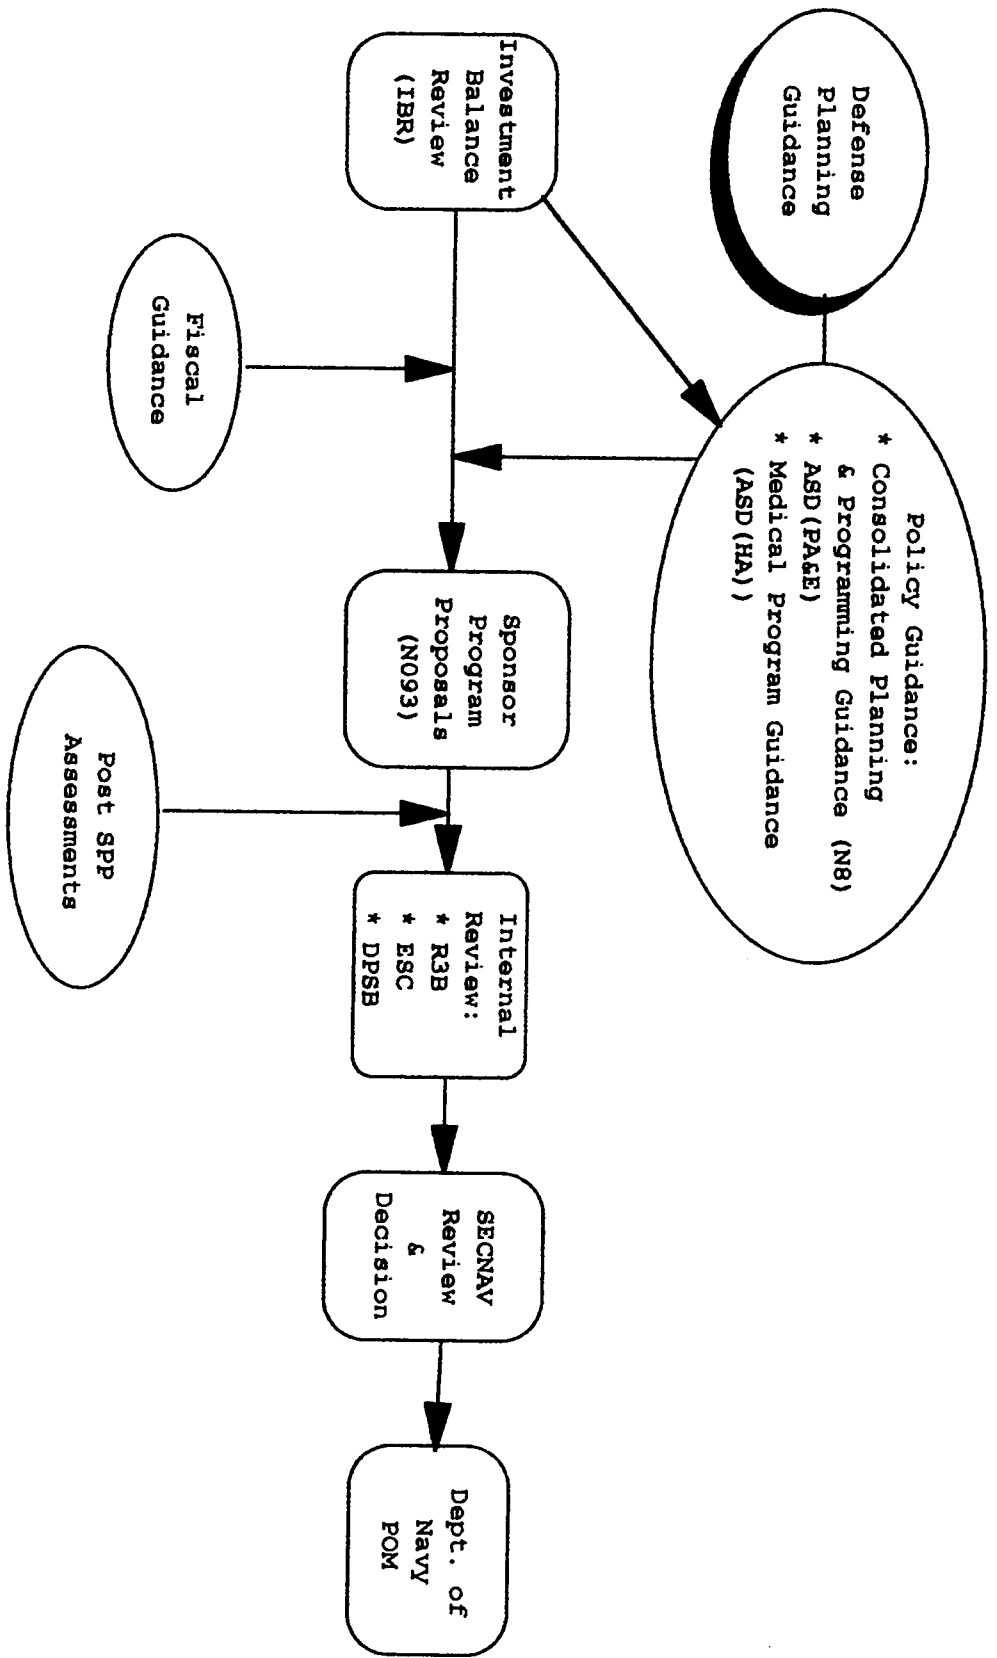 Defense
Planning
Guidance
Policy Guidance:
* Consolidated Planning
& Programming Guidance (N8)
* ASD(PA&E)
* Medical Program Guidance
(ASD(HA))
Investment
Balance
Review
(IBR)
Sponsor
Program
Proposals
(N093)
Internal
Review:
* R3B
* ESC
* DPSB
SECNAV
Review
&
Decision
Dept. of
Navy
POM
Fiscal
Guidance
Post SPP
Assessments